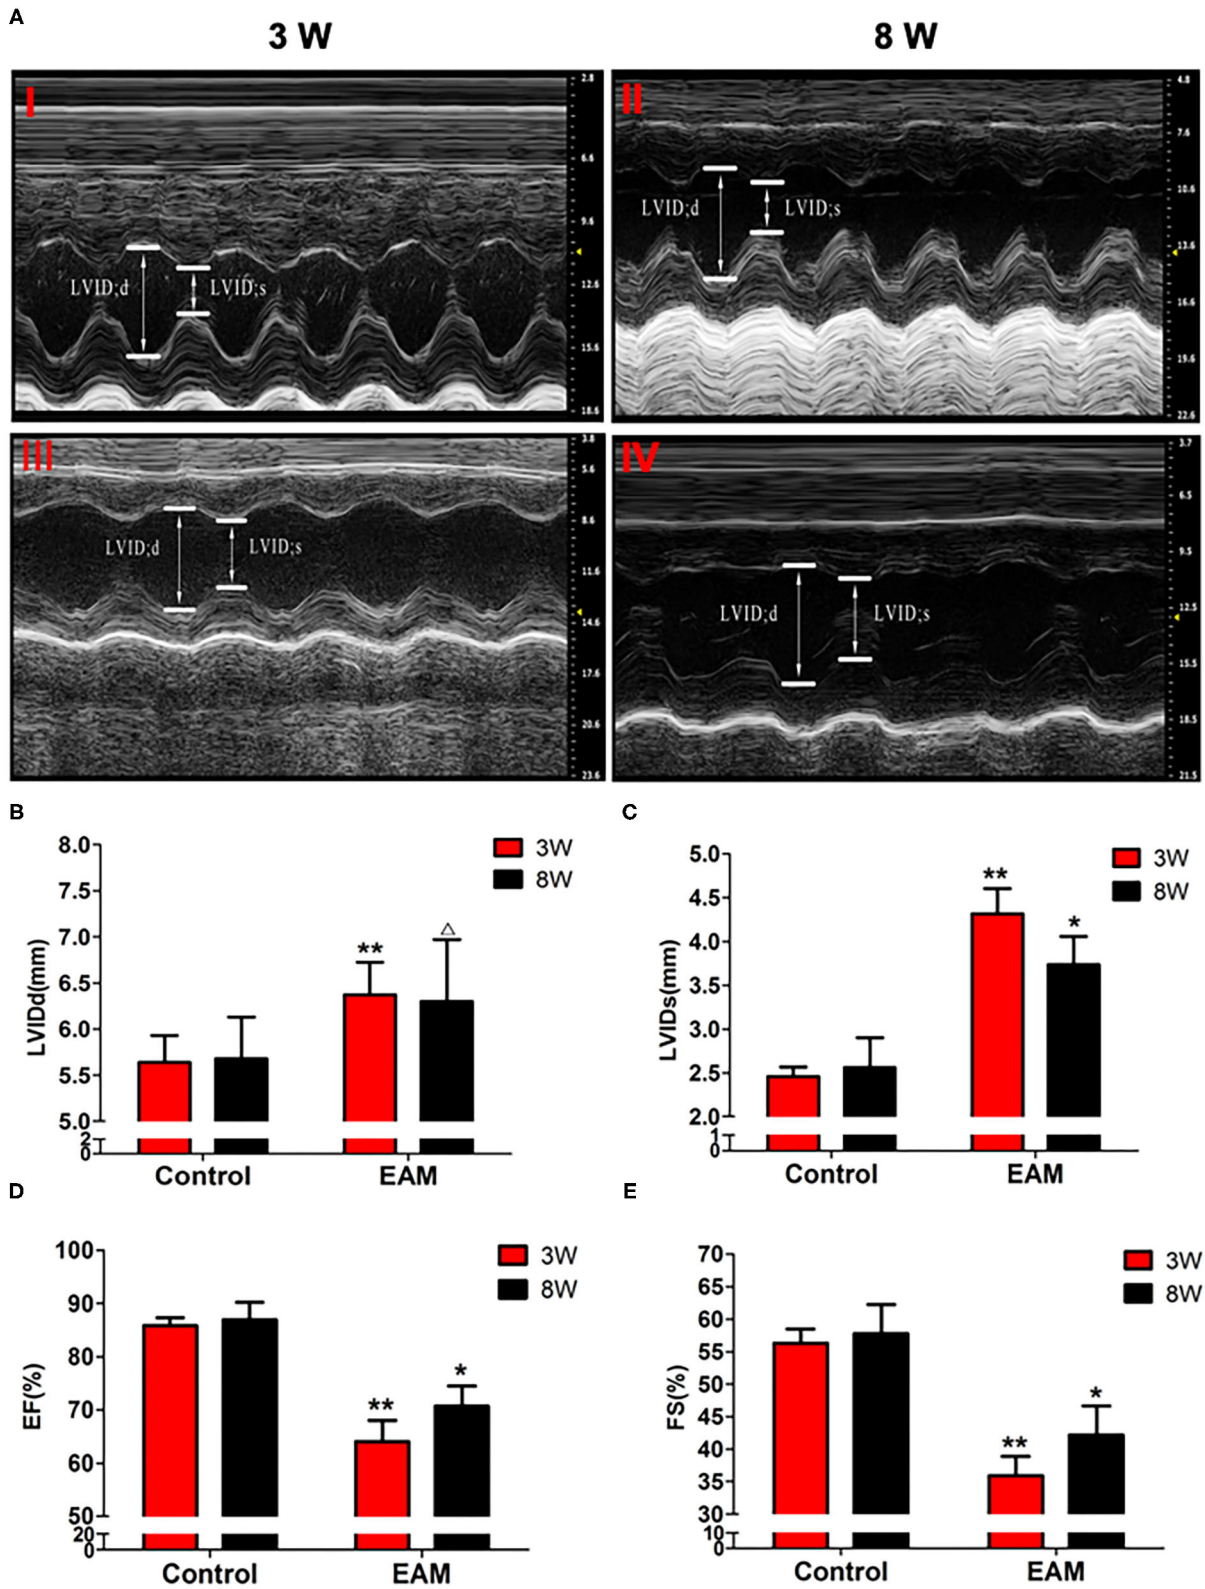 A
3 W
8 W
I
2.8
6.6
9.6
12.6
15.6
18.6
LVID;d
LVID;s
II
4.8
7.6
10.6
13.6
16.6
19.6
22.6
LVID;d
LVID;s
III
3.8
5.6
8.6
11.6
14.6
17.6
20.6
23.6
LVID;d
LVID;s
IV
3.7
6.5
9.5
12.5
15.5
18.5
21.5
LVID;d
LVID;s
B
LVIDd(mm)
8.0
7.5
7.0
6.5
6.0
5.5
5.0
2
0
3W
8W
**
△
Control
EAM
C
LVIDs(mm)
5.0
4.5
4.0
3.5
3.0
2.5
2.0
1
0
3W
8W
**
*
Control
EAM
D
EF(%)
100
90
80
70
60
50
20
0
3W
8W
**
*
Control
EAM
E
FS(%)
70
65
60
55
50
45
40
35
30
10
0
3W
8W
**
*
Control
EAM